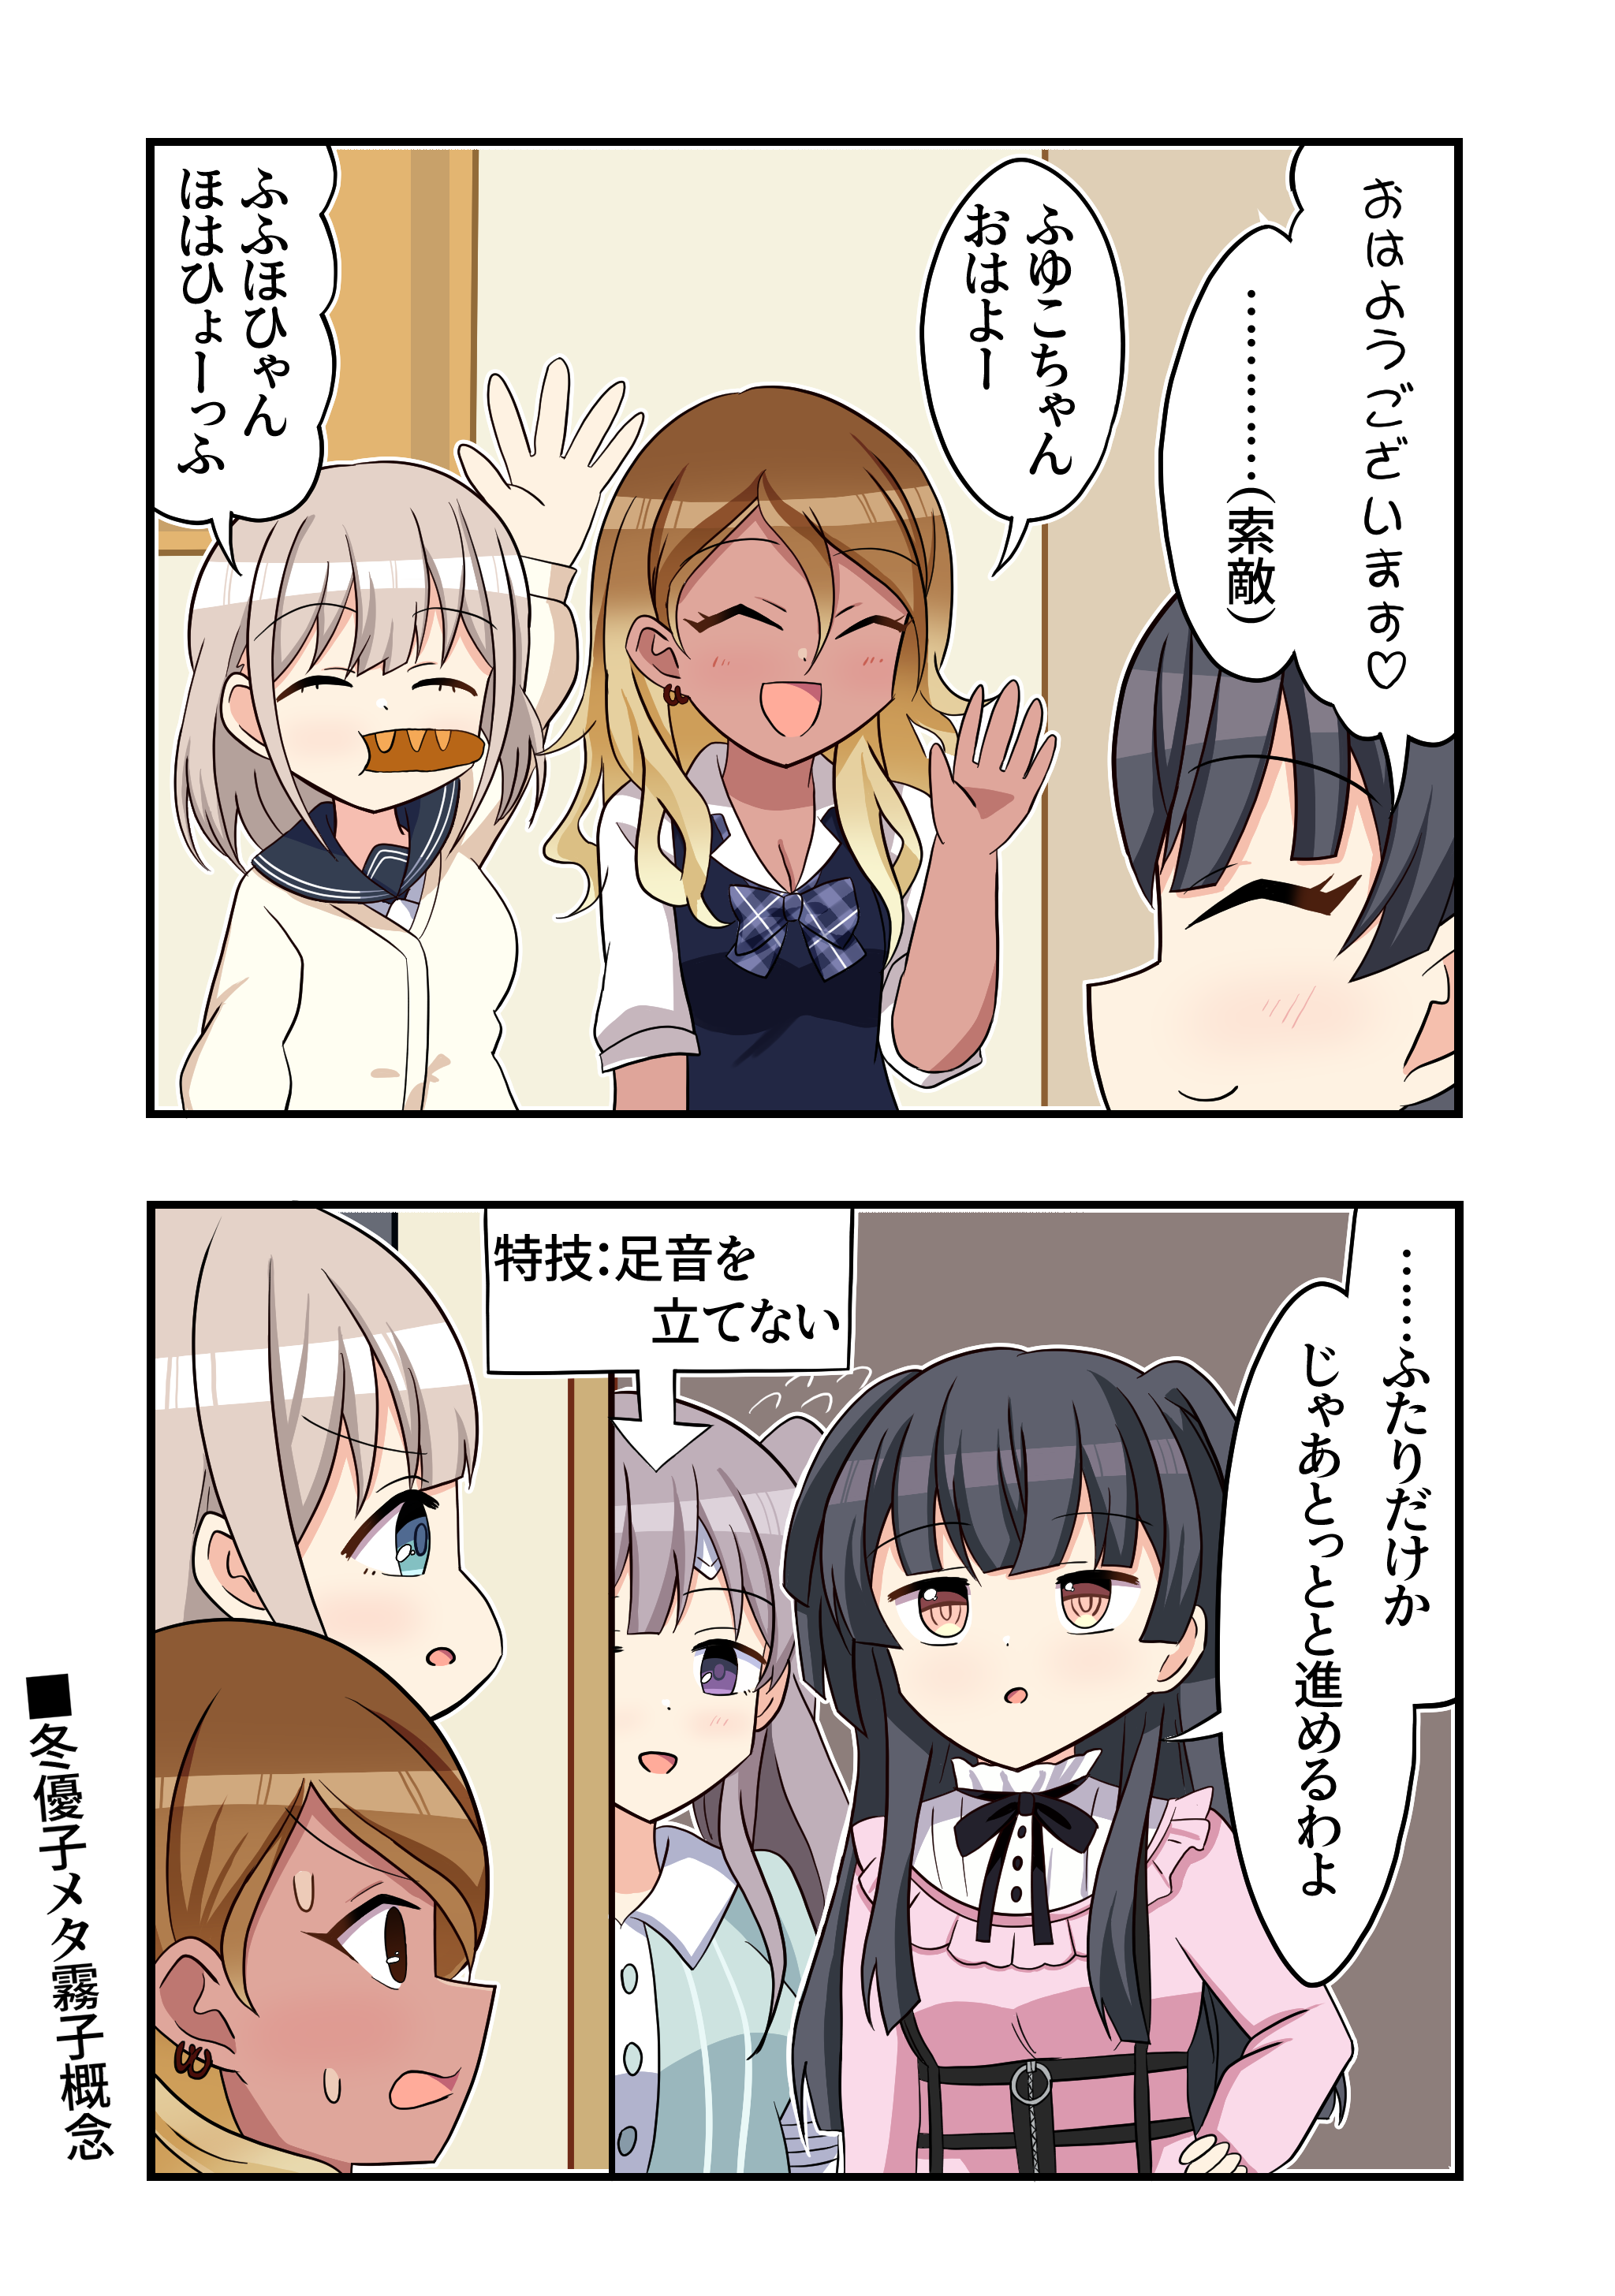 おはようございます♡
…………(索敵)
ふゆこちゃん
おはよー
ふふほひゃん
ほはひょーっふ
……ふたりだけか
じゃあとっとと進めるわよ
特技：足音を
立てない
■冬優子メタ霧子概念